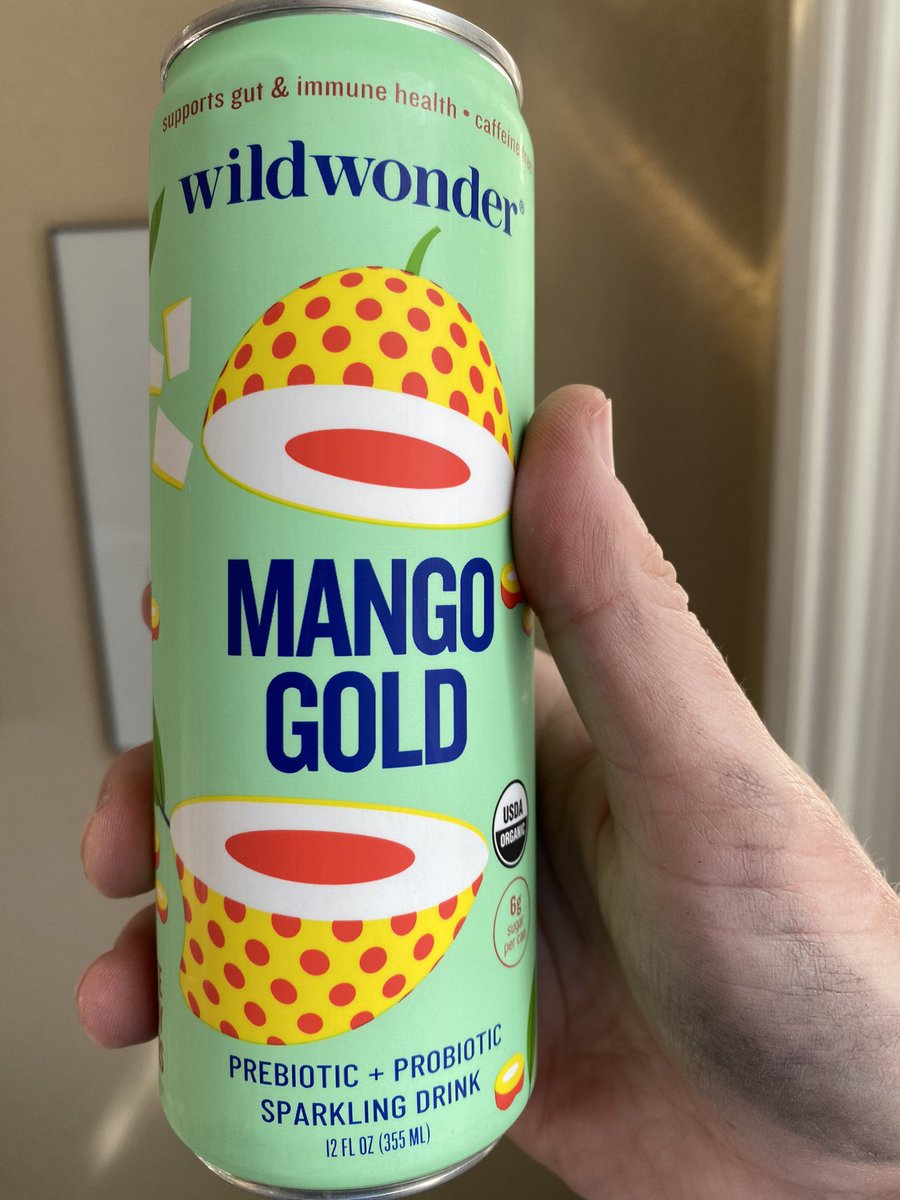 supports gut & immune health • caffeine
wildwonder®
MANGO
GOLD
USDA
ORGANIC
6g
sugar
per can
PREBIOTIC + PROBIOTIC
SPARKLING DRINK
12 FL OZ (355 ML)